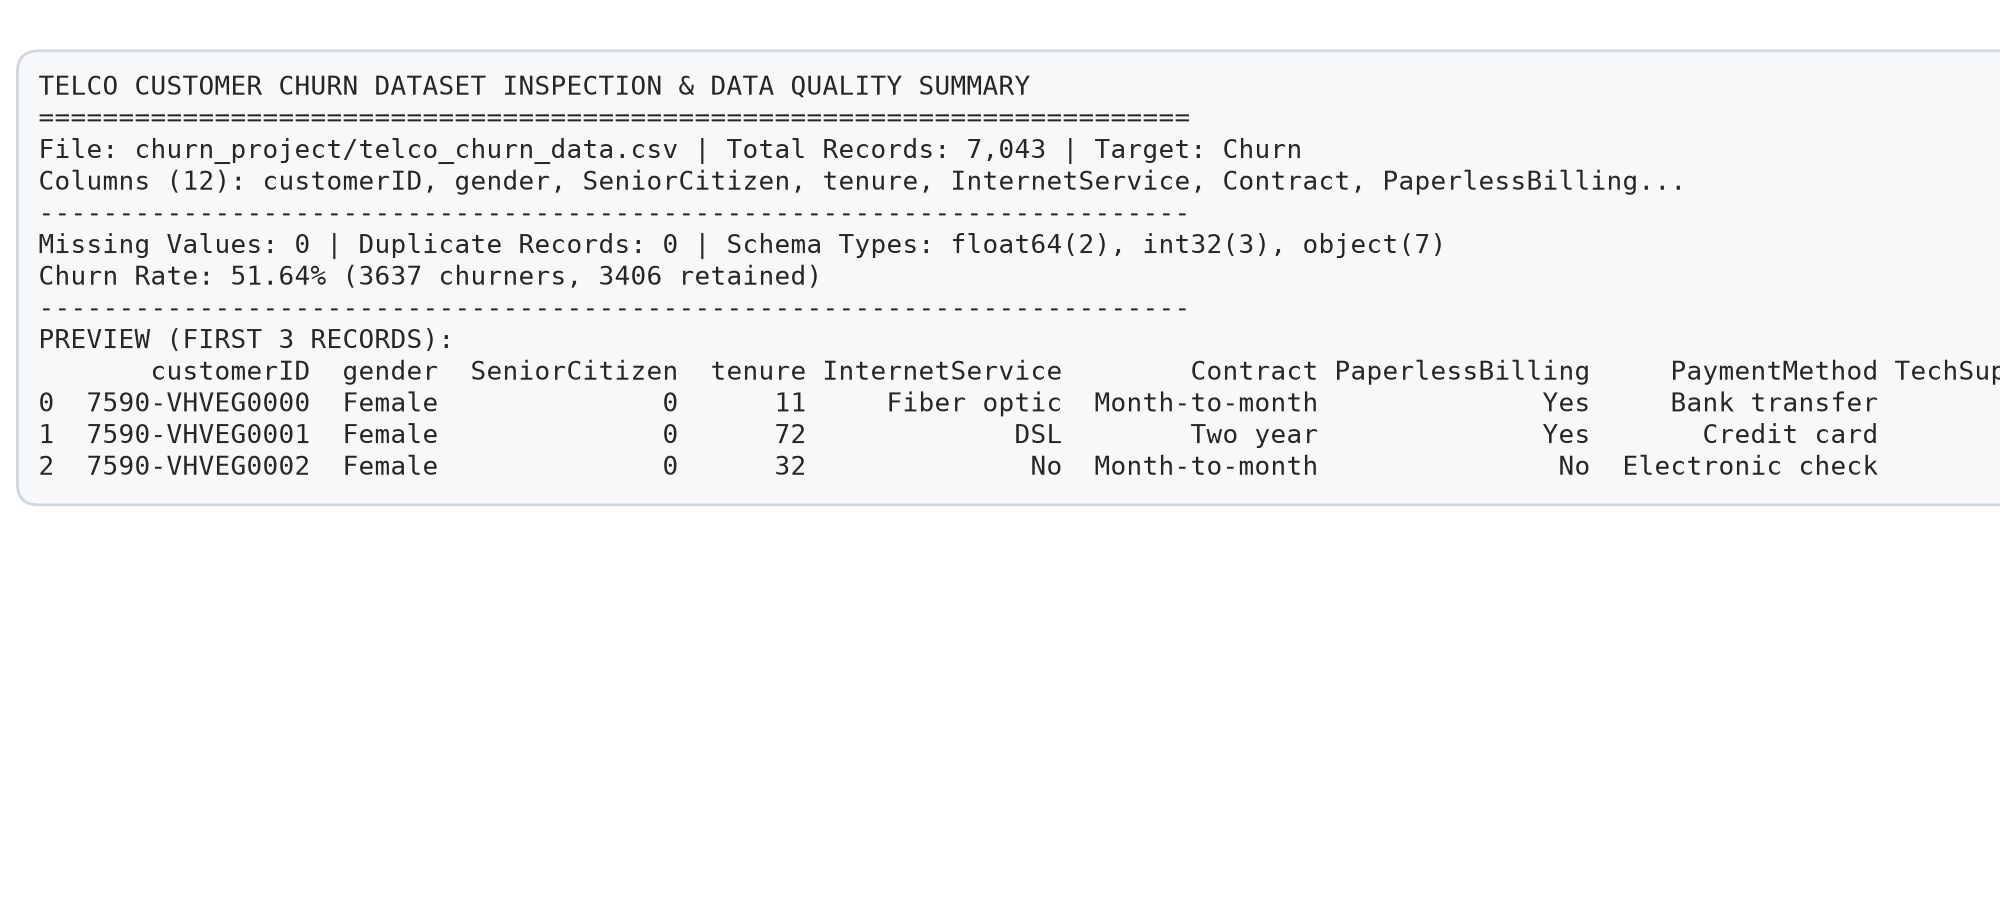 TELCO CUSTOMER CHURN DATASET INSPECTION & DATA QUALITY SUMMARY
========================================================================
File: churn_project/telco_churn_data.csv | Total Records: 7,043 | Target: Churn
Columns (12): customerID, gender, SeniorCitizen, tenure, InternetService, Contract, PaperlessBilling...
------------------------------------------------------------------------
Missing Values: 0 | Duplicate Records: 0 | Schema Types: float64(2), int32(3), object(7)
Churn Rate: 51.64% (3637 churners, 3406 retained)
------------------------------------------------------------------------
PREVIEW (FIRST 3 RECORDS):
       customerID  gender  SeniorCitizen  tenure InternetService        Contract PaperlessBilling     PaymentMethod TechSup
0  7590-VHVEG0000  Female              0      11     Fiber optic  Month-to-month              Yes     Bank transfer
1  7590-VHVEG0001  Female              0      72             DSL        Two year              Yes       Credit card
2  7590-VHVEG0002  Female              0      32              No  Month-to-month               No  Electronic check